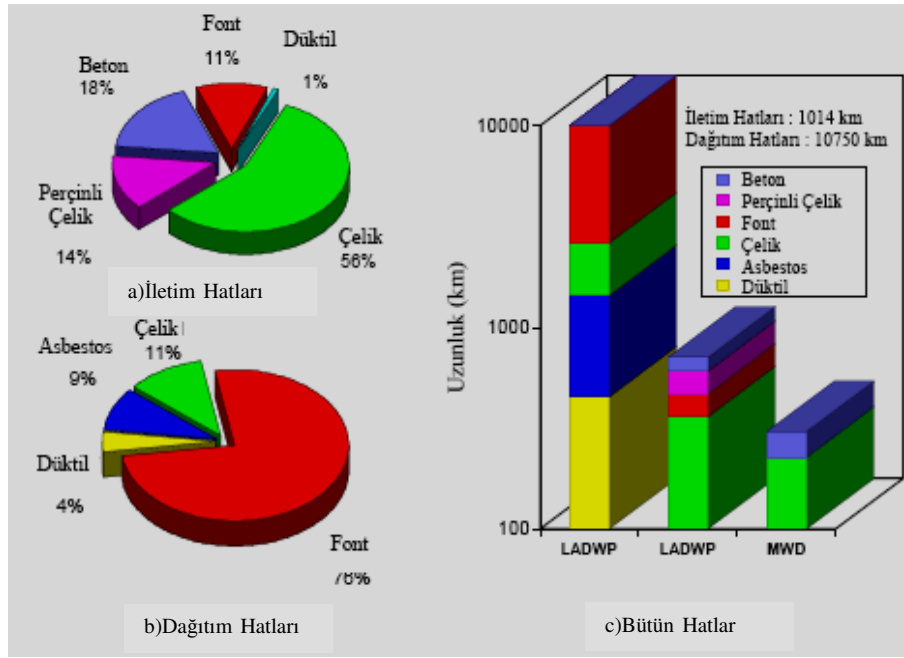 Font
11%
Düktil
1%
Beton
18%
Perçinli
Çelik
14%
Çelik
56%
a)İletim Hatları
Çelik
11%
Asbestos
9%
Düktil
4%
Font
76%
b)Dağıtım Hatları
Uzunluk (km)
10000
1000
100
İletim Hatları : 1014 km
Dağıtım Hatları : 10750 km
Beton
Perçinli Çelik
Font
Çelik
Asbestos
Düktil
LADWP
LADWP
MWD
c)Bütün Hatlar